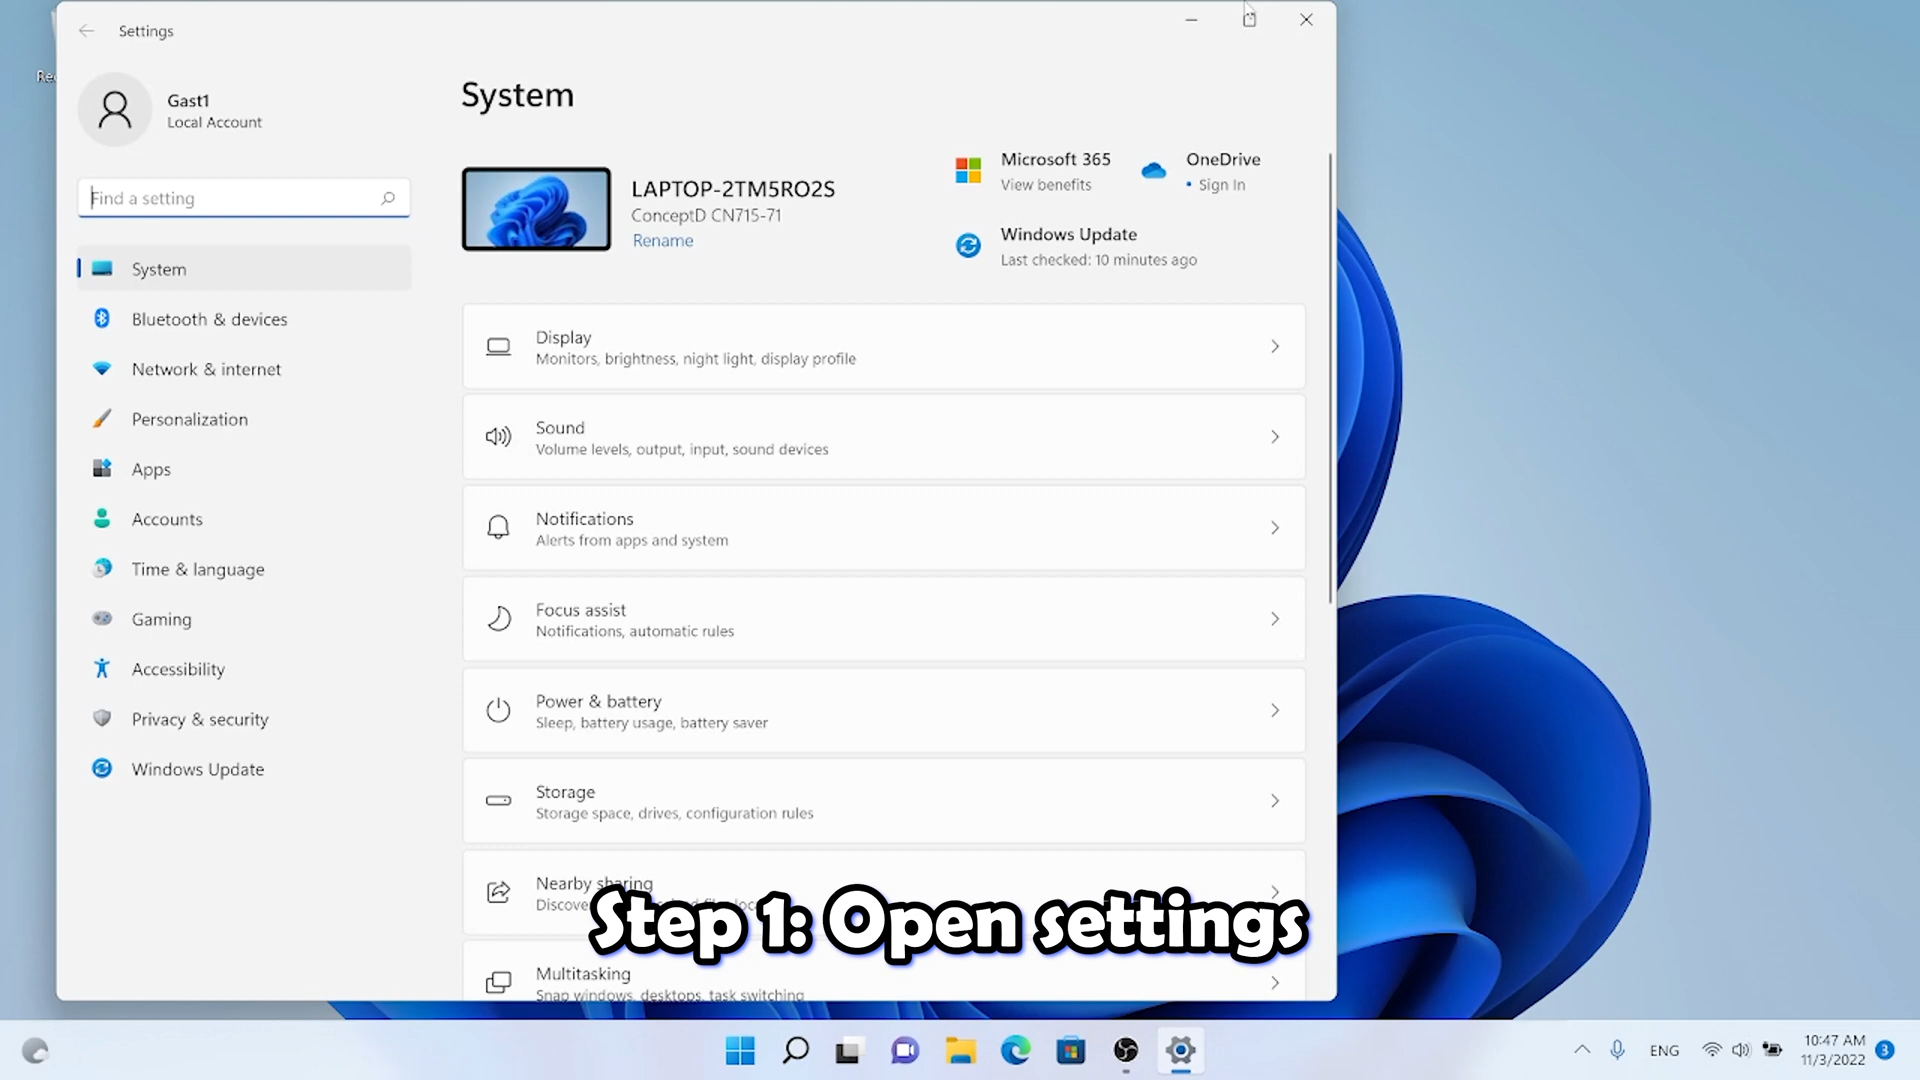 Settings
Gast1
Local Account
Find a setting
System
Bluetooth & devices
Network & internet
Personalization
Apps
Accounts
Time & language
Gaming
Accessibility
Privacy & security
Windows Update
System
LAPTOP-2TM5RO2S
ConceptD CN715-71
Rename
Microsoft 365
View benefits
OneDrive
• Sign In
Windows Update
Last checked: 10 minutes ago
Display
Monitors, brightness, night light, display profile
Sound
Volume levels, output, input, sound devices
Notifications
Alerts from apps and system
Focus assist
Notifications, automatic rules
Power & battery
Sleep, battery usage, battery saver
Storage
Storage space, drives, configuration rules
Nearby sharing
Multitasking
Snap windows, desktops, task switching
Step 1: Open settings
ENG
10:47 AM
11/3/2022
3